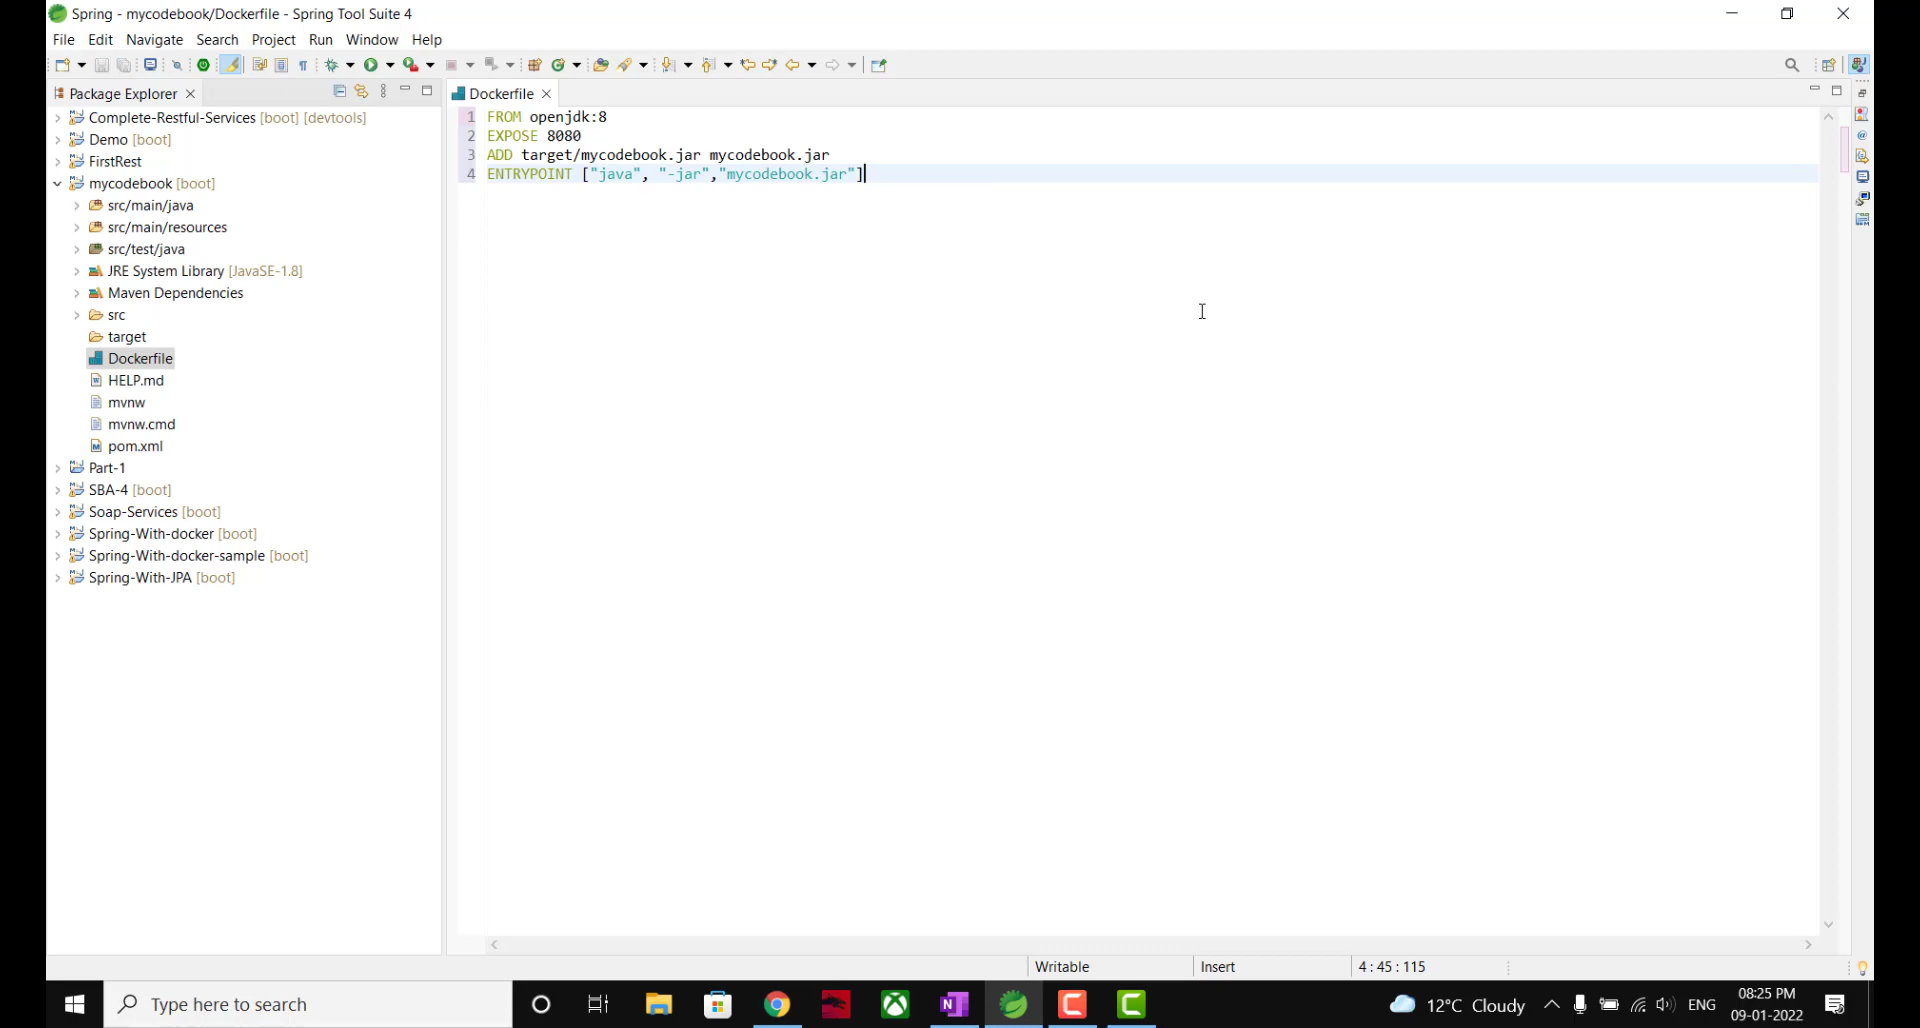 Spring - mycodebook/Dockerfile - Spring Tool Suite 4
File Edit Navigate Search Project Run Window Help
Package Explorer
Dockerfile
Complete-Restful-Services [boot] [devtools]
Demo [boot]
FirstRest
mycodebook [boot]
src/main/java
src/main/resources
src/test/java
JRE System Library [JavaSE-1.8]
Maven Dependencies
src
target
Dockerfile
HELP.md
mvnw
mvnw.cmd
pom.xml
Part-1
SBA-4 [boot]
Soap-Services [boot]
Spring-With-docker [boot]
Spring-With-docker-sample [boot]
Spring-With-JPA [boot]
1 FROM openjdk:8
2 EXPOSE 8080
3 ADD target/mycodebook.jar mycodebook.jar
4 ENTRYPOINT ["java", "-jar","mycodebook.jar"]
Writable Insert 4 : 45 : 115
Type here to search
12°C Cloudy
ENG
08:25 PM
09-01-2022